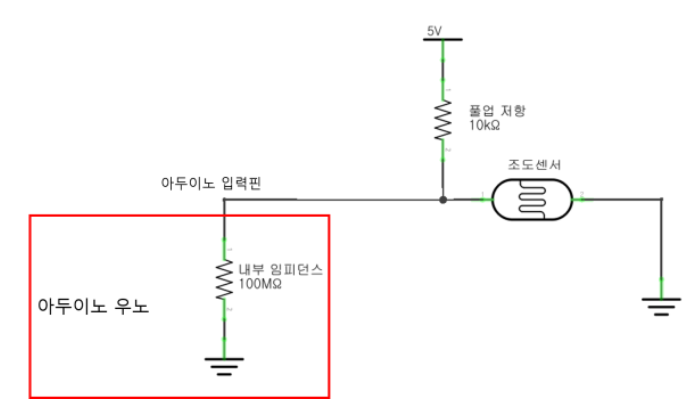 5V
풀업 저항
10kΩ
조도센서
아두이노 입력핀
내부 임피던스
100MΩ
아두이노 우노